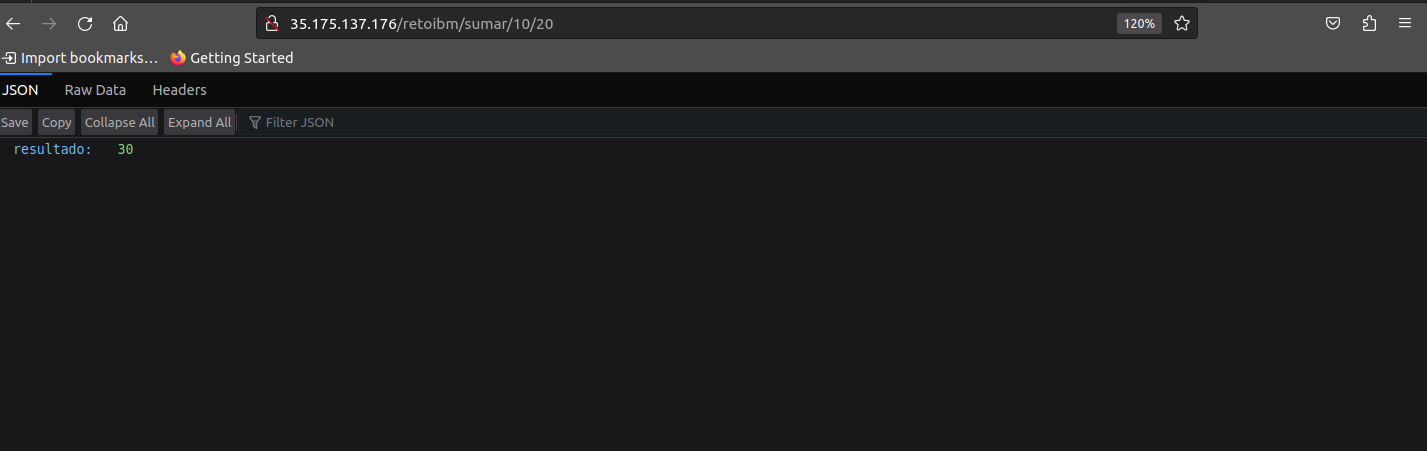 35.175.137.176/retoibm/sumar/10/20 120%
Import bookmarks… Getting Started
JSON Raw Data Headers
Save Copy Collapse All Expand All Filter JSON
resultado: 30